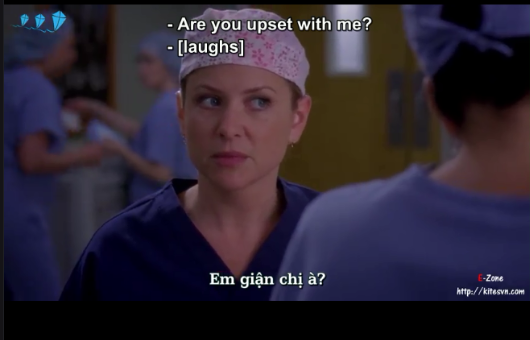 - Are you upset with me?
- [laughs]
Em giận chị à?
E-Zone
http://kitesvn.com